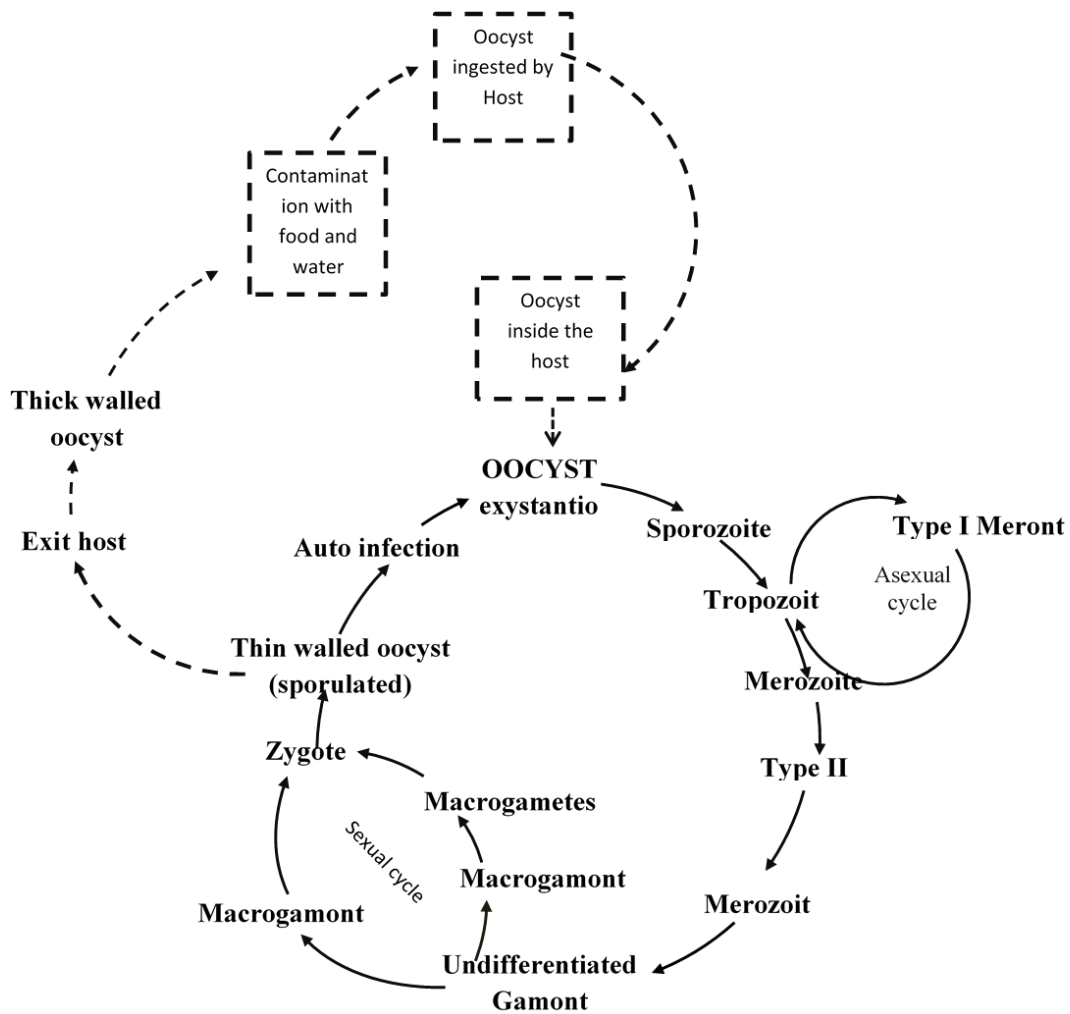 Oocyst
ingested by
Host
Contaminat
ion with
food and
water
Oocyst
inside the
host
Thick walled
oocyst
OOCYST
exystantio
Exit host
Auto infection
Sporozoite
Type I Meront
Asexual
cycle
Tropozoit
Thin walled oocyst
(sporulated)
Merozoite
Zygote
Type II
Macrogametes
Sexual cycle
Macrogamont
Macrogamont
Merozoit
Undifferentiated
Gamont